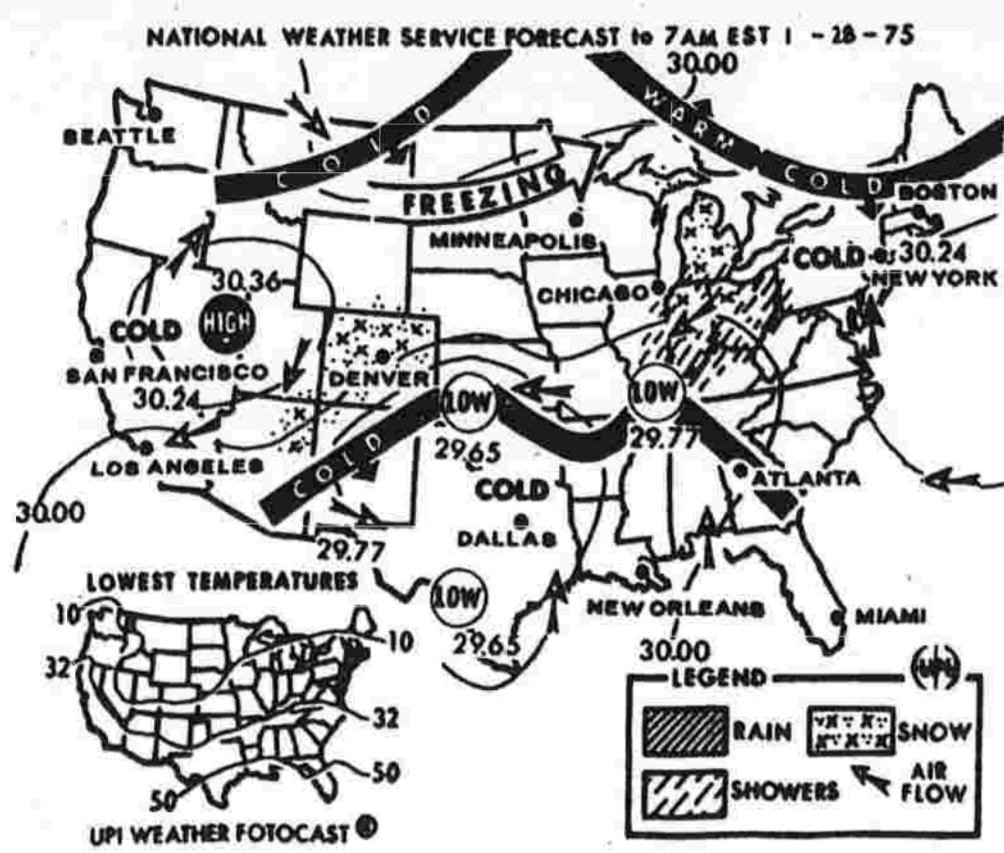 NATIONAL WEATHER SERVICE FORECAST to 7AM EST 1 - 28 - 75
30.00
SEATTLE
COLD
WARM
COLD
FREEZING
BOSTON
MINNEAPOLIS
COLD
30.24
NEW YORK
30.36
CHICAGO
COLD
HIGH
SAN FRANCISCO
DENVER
30.24
LOW
LOW
29.65
29.77
COLD
LOS ANGELES
ATLANTA
COLD
30.00
DALLAS
29.77
LOWEST TEMPERATURES
LOW
NEW ORLEANS
MIAMI
10
10
29.65
30.00
32
32
50
50
UPI WEATHER FOTOCAST
LEGEND
UPI
RAIN
SNOW
SHOWERS
AIR
FLOW